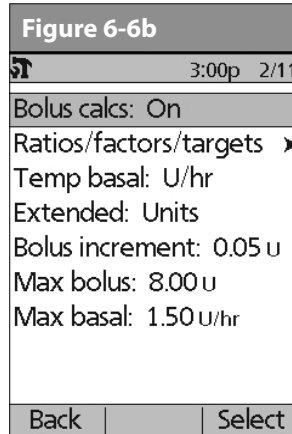 Figure 6-6b
3:00p 2/11
Bolus calcs: On
Ratios/factors/targets
Temp basal: U/hr
Extended: Units
Bolus increment: 0.05 U
Max bolus: 8.00 U
Max basal: 1.50 U/hr
Back Select